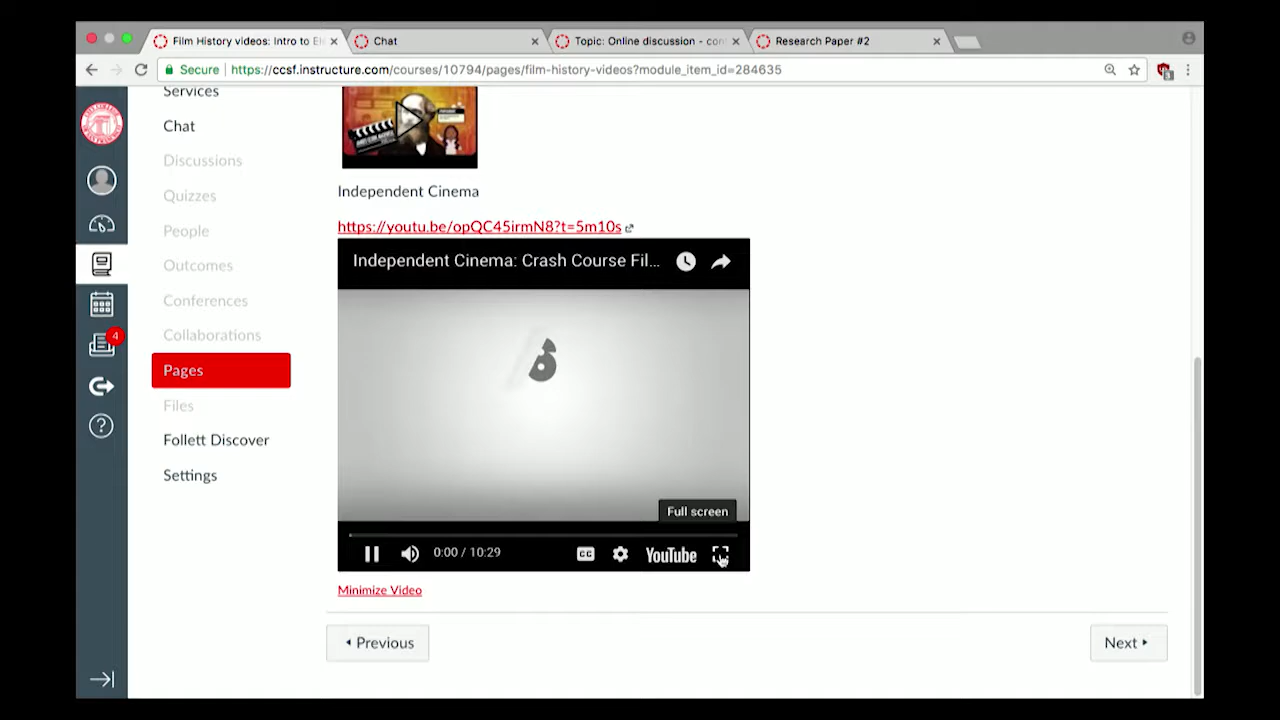 Film History videos: Intro to Ele
Chat
Topic: Online discussion - con
Research Paper #2
Secure
https://ccsf.instructure.com/courses/10794/pages/film-history-videos?module_item_id=284635
Services
Chat
Discussions
Quizzes
People
Outcomes
Conferences
Collaborations
4
Pages
Files
Follett Discover
Settings
Independent Cinema
https://youtu.be/opQC45irmN8?t=5m10s
Independent Cinema: Crash Course Fil...
Full screen
0:00 / 10:29
CC
YouTube
Minimize Video
Previous
Next